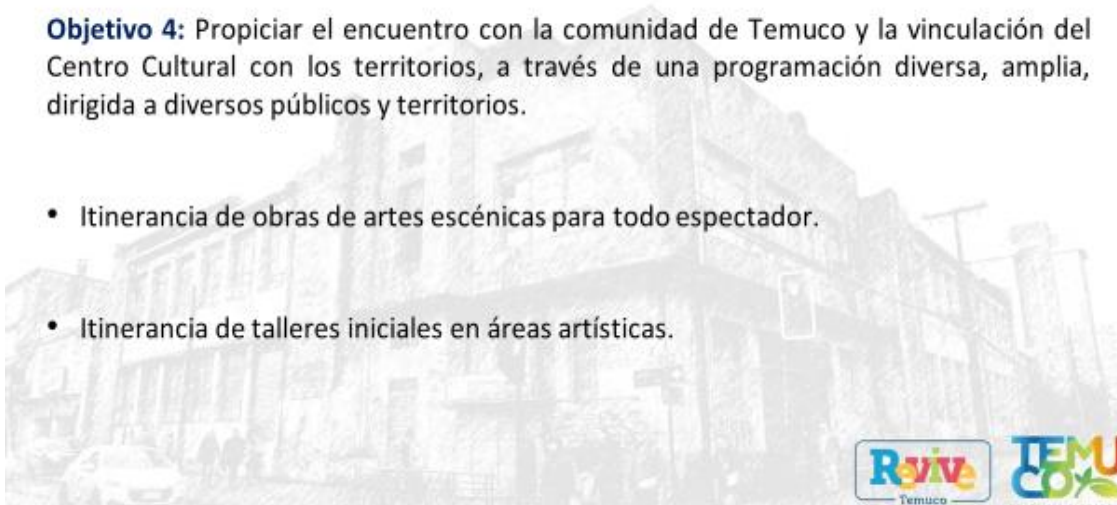 Objetivo 4: Propiciar el encuentro con la comunidad de Temuco y la vinculación del
Centro Cultural con los territorios, a través de una programación diversa, amplia,
dirigida a diversos públicos y territorios.
• Itinerancia de obras de artes escénicas para todo espectador.
• Itinerancia de talleres iniciales en áreas artísticas.
Revive
Temuco
TEMU
CO